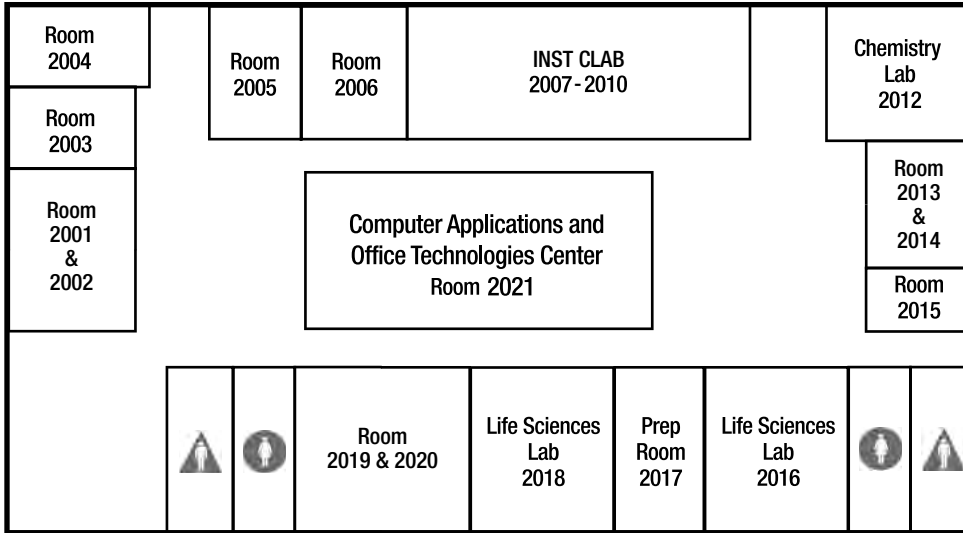 Room
2004
Room
2003
Room
2001
&
2002
Room
2005
Room
2006
INST CLAB
2007-2010
Chemistry
Lab
2012
Room
2013
&
2014
Room
2015
Computer Applications and
Office Technologies Center
Room 2021
Room
2019 & 2020
Life Sciences
Lab
2018
Prep
Room
2017
Life Sciences
Lab
2016